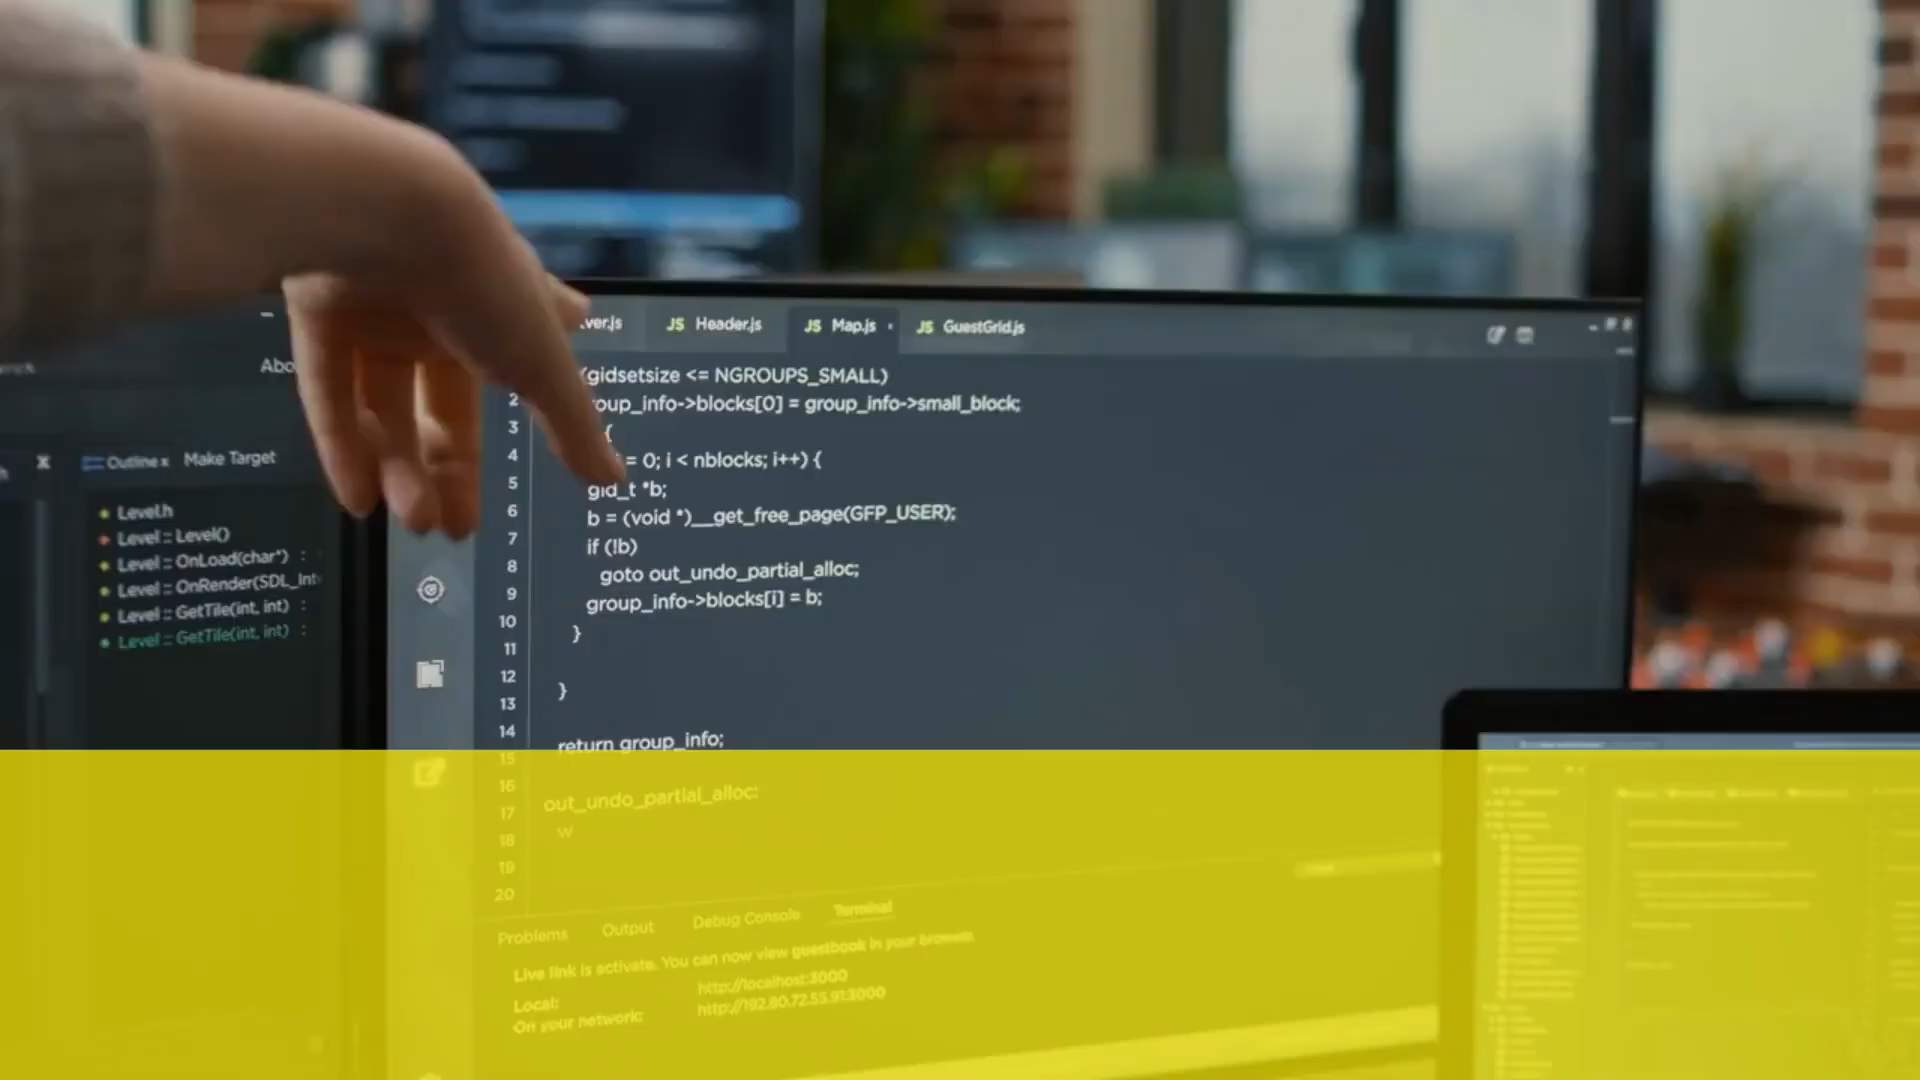 ver.js JS Header.js JS Map.js JS GuestGrid.js
(gidsetsize <= NGROUPS_SMALL)
2 oup_info->blocks[0] = group_info->small_block;
3 {
4 = 0; i < nblocks; i++) {
5 gid_t *b;
6 b = (void *)__get_free_page(GFP_USER);
7 if (!b)
8 goto out_undo_partial_alloc;
9 group_info->blocks[i] = b;
10 }
11
12 }
13
14 return group_info;
15
16 out_undo_partial_alloc:
17 w
18
19
20
Problems Output Debug Console Terminal
Live link is activate. You can now view guestbook in your browser.
Local: http://localhost:3000
On your network: http://192.80.72.55.91:3000
Abo
X Outline x Make Target
Level.h
Level :: Level()
Level :: OnLoad(char*) :
Level :: OnRender(SDL_Int
Level :: GetTile(int, int) :
Level :: GetTile(int, int) :